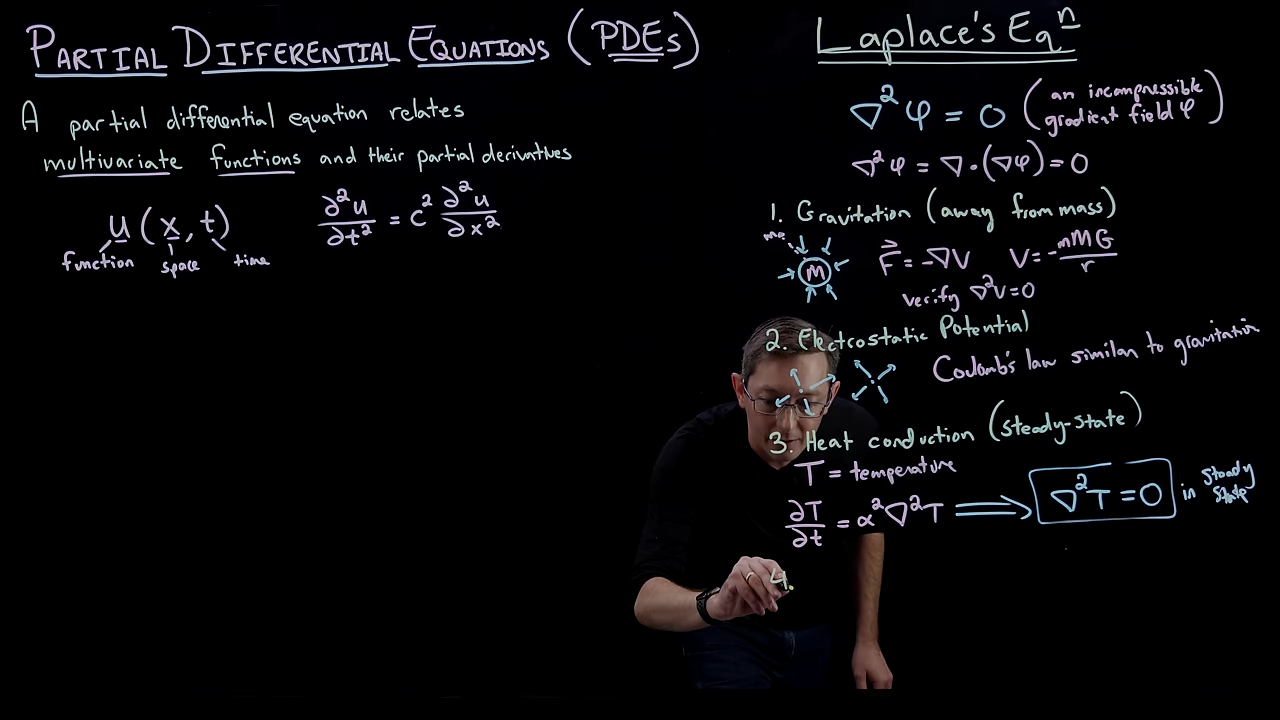 PARTIAL DIFFERENTIAL EQUATIONS (PDEs)
A partial differential equation relates
multivariate functions and their partial derivatives
u(x,t)
function space time
∂²u/∂t² = c² ∂²u/∂x²
Laplace's Eqⁿ
∇²φ = 0 (an incompressible
gradient field φ)
∇²φ = ∇·(∇φ) = 0
1. Gravitation (away from mass)
me
M
F⃗ = -∇V V = -mMG/r
verify ∇²V=0
2. Electrostatic Potential
Coulomb's law similar to gravitation
3. Heat conduction (steady-state)
T = temperature
∂T/∂t = α²∇²T ⟹ ∇²T = 0 in steady
state
4.